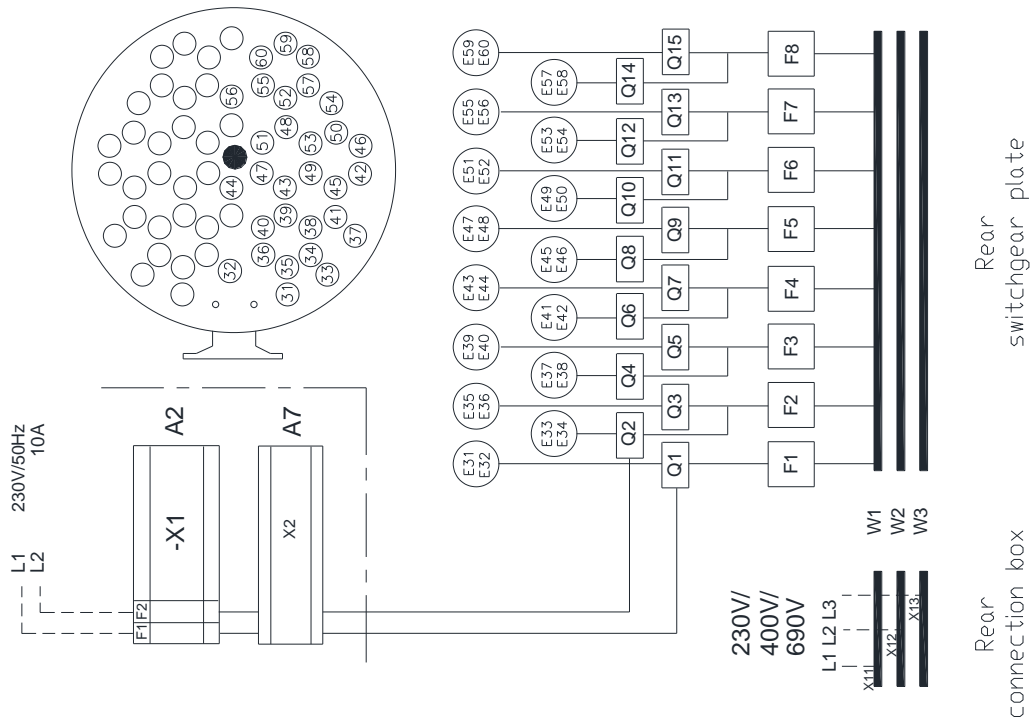 59
60
58
55
57
56
52
54
48
50
51
53
46
47
49
42
44
43
45
39
41
40
38
37
36
34
32
35
33
31
E59
E60
E57
E58
E55
E56
E53
E54
E51
E52
E49
E50
E47
E48
E45
E46
E43
E44
E41
E42
E39
E40
E37
E38
E35
E36
E33
E34
E31
E32
Q15
Q14
Q13
Q12
Q11
Q10
Q9
Q8
Q7
Q6
Q5
Q4
Q3
Q2
Q1
F8
F7
F6
F5
F4
F3
F2
F1
Rear
switchgear plate
230V/50Hz
10A
L1
L2
A2
-X1
F1 F2
A7
X2
W1
W2
W3
230V/
400V/
690V
L1 L2 L3
X11
X12
X13
Rear
connection box